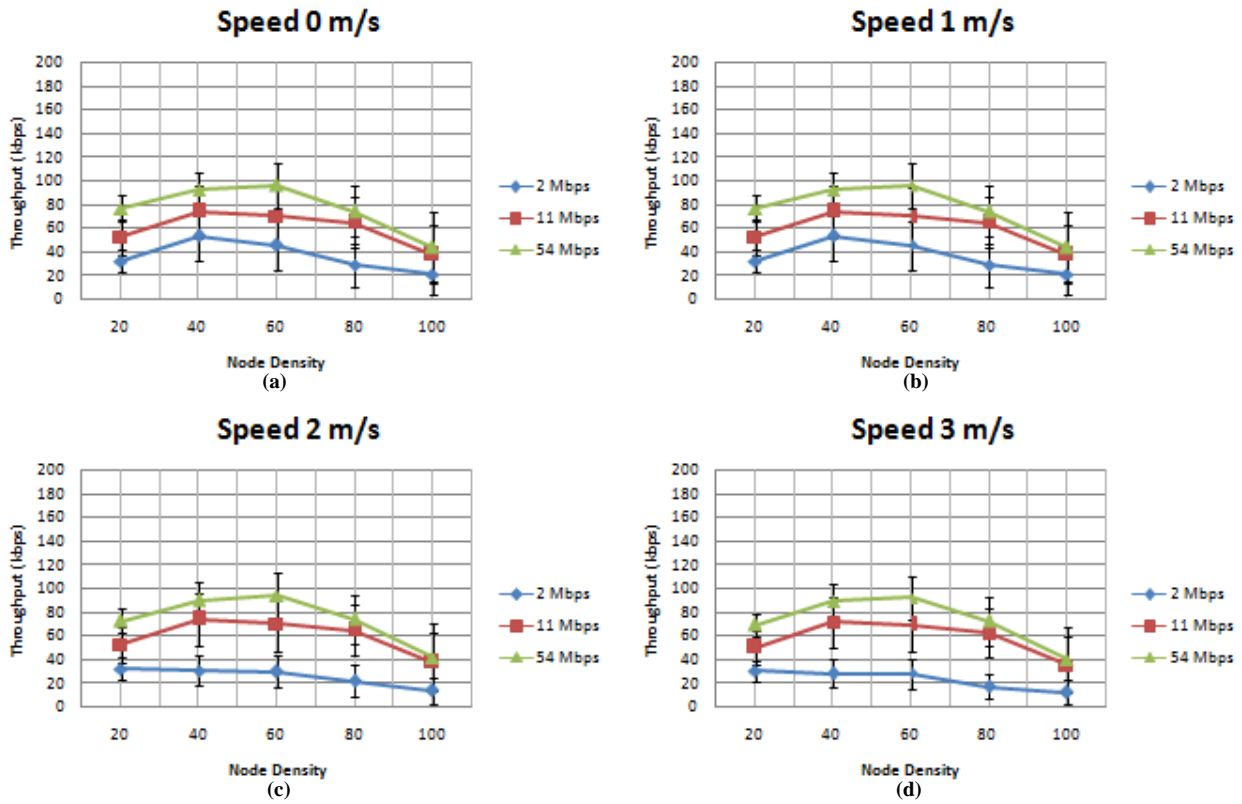 Speed 0 m/s
200
180
160
140
120
100
80
60
40
20
0
Throughput (kbps)
20 40 60 80 100
Node Density
2 Mbps
11 Mbps
54 Mbps
(a)
Speed 1 m/s
200
180
160
140
120
100
80
60
40
20
0
Throughput (kbps)
20 40 60 80 100
Node Density
2 Mbps
11 Mbps
54 Mbps
(b)
Speed 2 m/s
200
180
160
140
120
100
80
60
40
20
0
Throughput (kbps)
20 40 60 80 100
Node Density
2 Mbps
11 Mbps
54 Mbps
(c)
Speed 3 m/s
200
180
160
140
120
100
80
60
40
20
0
Throughput (kbps)
20 40 60 80 100
Node Density
2 Mbps
11 Mbps
54 Mbps
(d)